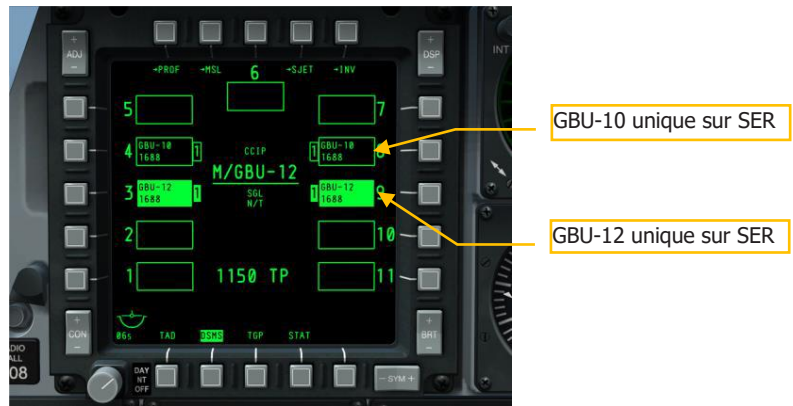 +
ADJ
-
+
DSP
-
INT
→PROF →MSL 6 →SJET →INV
5 7
4 GBU-10 1 CCIP 1 GBU-10 8
1688 1688
M/GBU-12
3 GBU-12 1 SGL 1 GBU-12 9
1688 N/T 1688
2 10
1 1150 TP 11
+
CON
-
06s TAD DSMS TGP STAT
+
BRT
-
DAY
NT
OFF
- SYM +
08
GBU-10 unique sur SER
GBU-12 unique sur SER